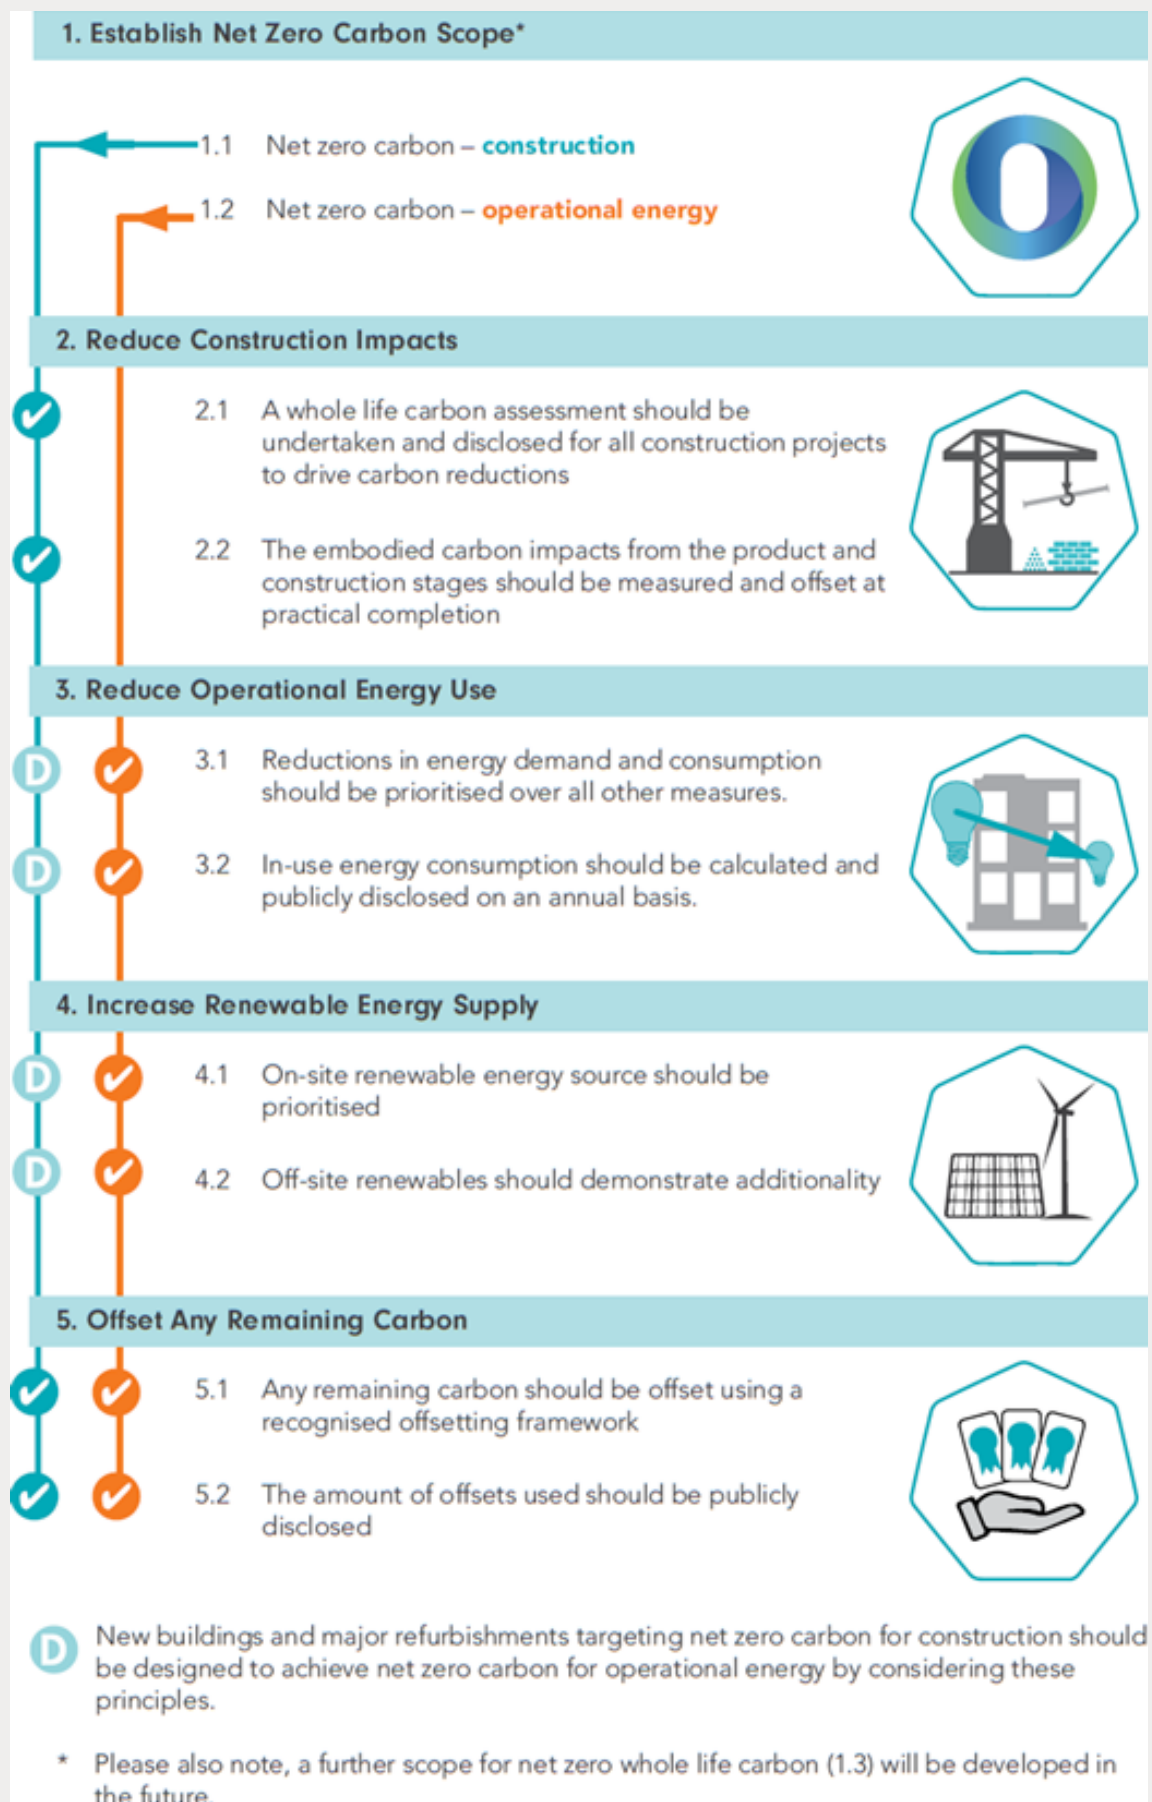 1. Establish Net Zero Carbon Scope*
1.1 Net zero carbon – construction
1.2 Net zero carbon – operational energy
2. Reduce Construction Impacts
2.1 A whole life carbon assessment should be
undertaken and disclosed for all construction projects
to drive carbon reductions
2.2 The embodied carbon impacts from the product and
construction stages should be measured and offset at
practical completion
3. Reduce Operational Energy Use
D 3.1 Reductions in energy demand and consumption
should be prioritised over all other measures.
D 3.2 In-use energy consumption should be calculated and
publicly disclosed on an annual basis.
4. Increase Renewable Energy Supply
D 4.1 On-site renewable energy source should be
prioritised
D 4.2 Off-site renewables should demonstrate additionality
5. Offset Any Remaining Carbon
5.1 Any remaining carbon should be offset using a
recognised offsetting framework
5.2 The amount of offsets used should be publicly
disclosed
D New buildings and major refurbishments targeting net zero carbon for construction should
be designed to achieve net zero carbon for operational energy by considering these
principles.
* Please also note, a further scope for net zero whole life carbon (1.3) will be developed in
the future.